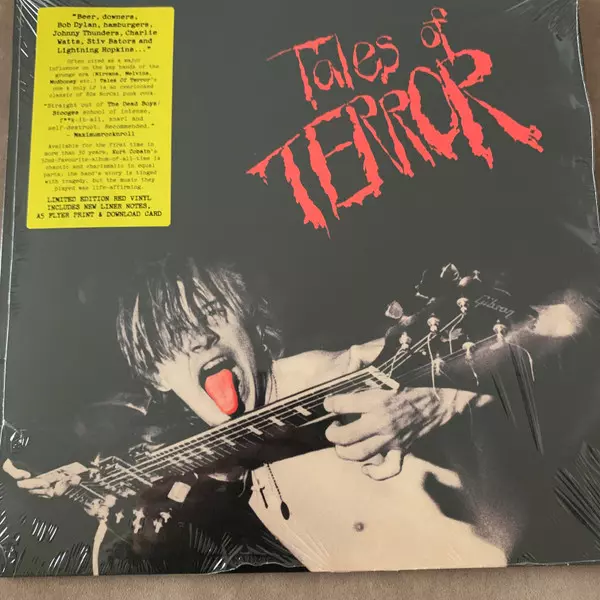 "Beer, downers,
Bob Dylan, hamburgers,
Johnny Thunders, Charlie
Watts, Stiv Bators and
Lightning Hopkins..."
Often cited as a major
influence on the key bands of the
grunge era (Nirvana, Melvins,
Mudhoney etc.) Tales Of Terror's
one & only LP is an overlooked
classic of 80s NorCal punk rock.
"Straight out of The Dead Boys/
Stooges school of intense,
f**k-it-all, snarl and
self-destruct. Recommended."
- Maximumrocknroll
Available for the first time in
more than 30 years, Kurt Cobain's
thus-favourite-album-of-all-time is
chaotic and charismatic in equal
parts; the band's story is tinged
with tragedy, but the music they
played was life-affirming.
LIMITED EDITION RED VINYL
INCLUDES NEW LINER NOTES,
A5 FLYER PRINT & DOWNLOAD CARD
Tales of
TERROR
Gibson